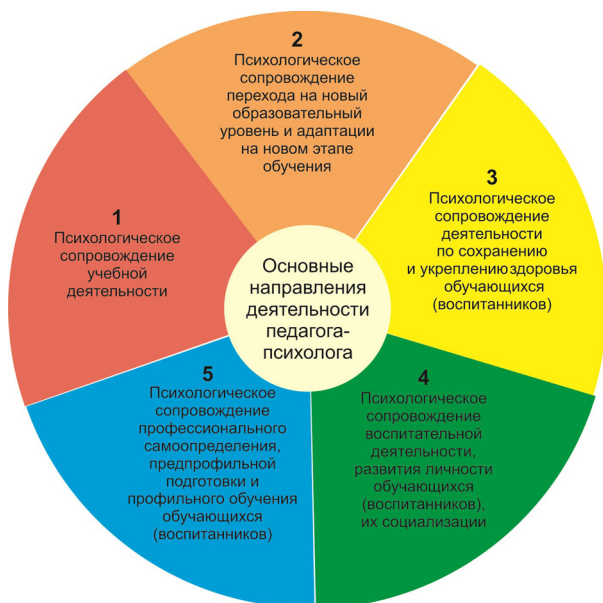 2
Психологическое
сопровождение
перехода на новый
образовательный
уровень и адаптации
на новом этапе
обучения
3
Психологическое
сопровождение
деятельности
по сохранению
и укреплению здоровья
обучающихся
(воспитанников)
1
Психологическое
сопровождение
учебной
деятельности
Основные
направления
деятельности
педагога-
психолога
5
Психологическое
сопровождение
профессионального
самоопределения,
предпрофильной
подготовки и
профильного обучения
обучающихся
(воспитанников)
4
Психологическое
сопровождение
воспитательной
деятельности,
развития личности
обучающихся
(воспитанников),
их социализации